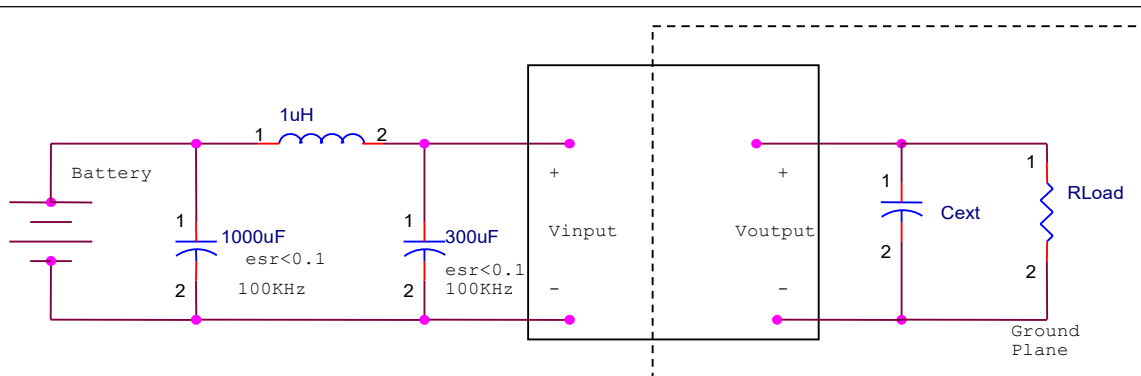 1uH
1 2
Battery
1
1000uF
esr<0.1
100KHz
2
1
300uF
esr<0.1
100KHz
2
+
Vinput
-
+
Voutput
-
1
Cext
2
1
RLoad
2
Ground
Plane